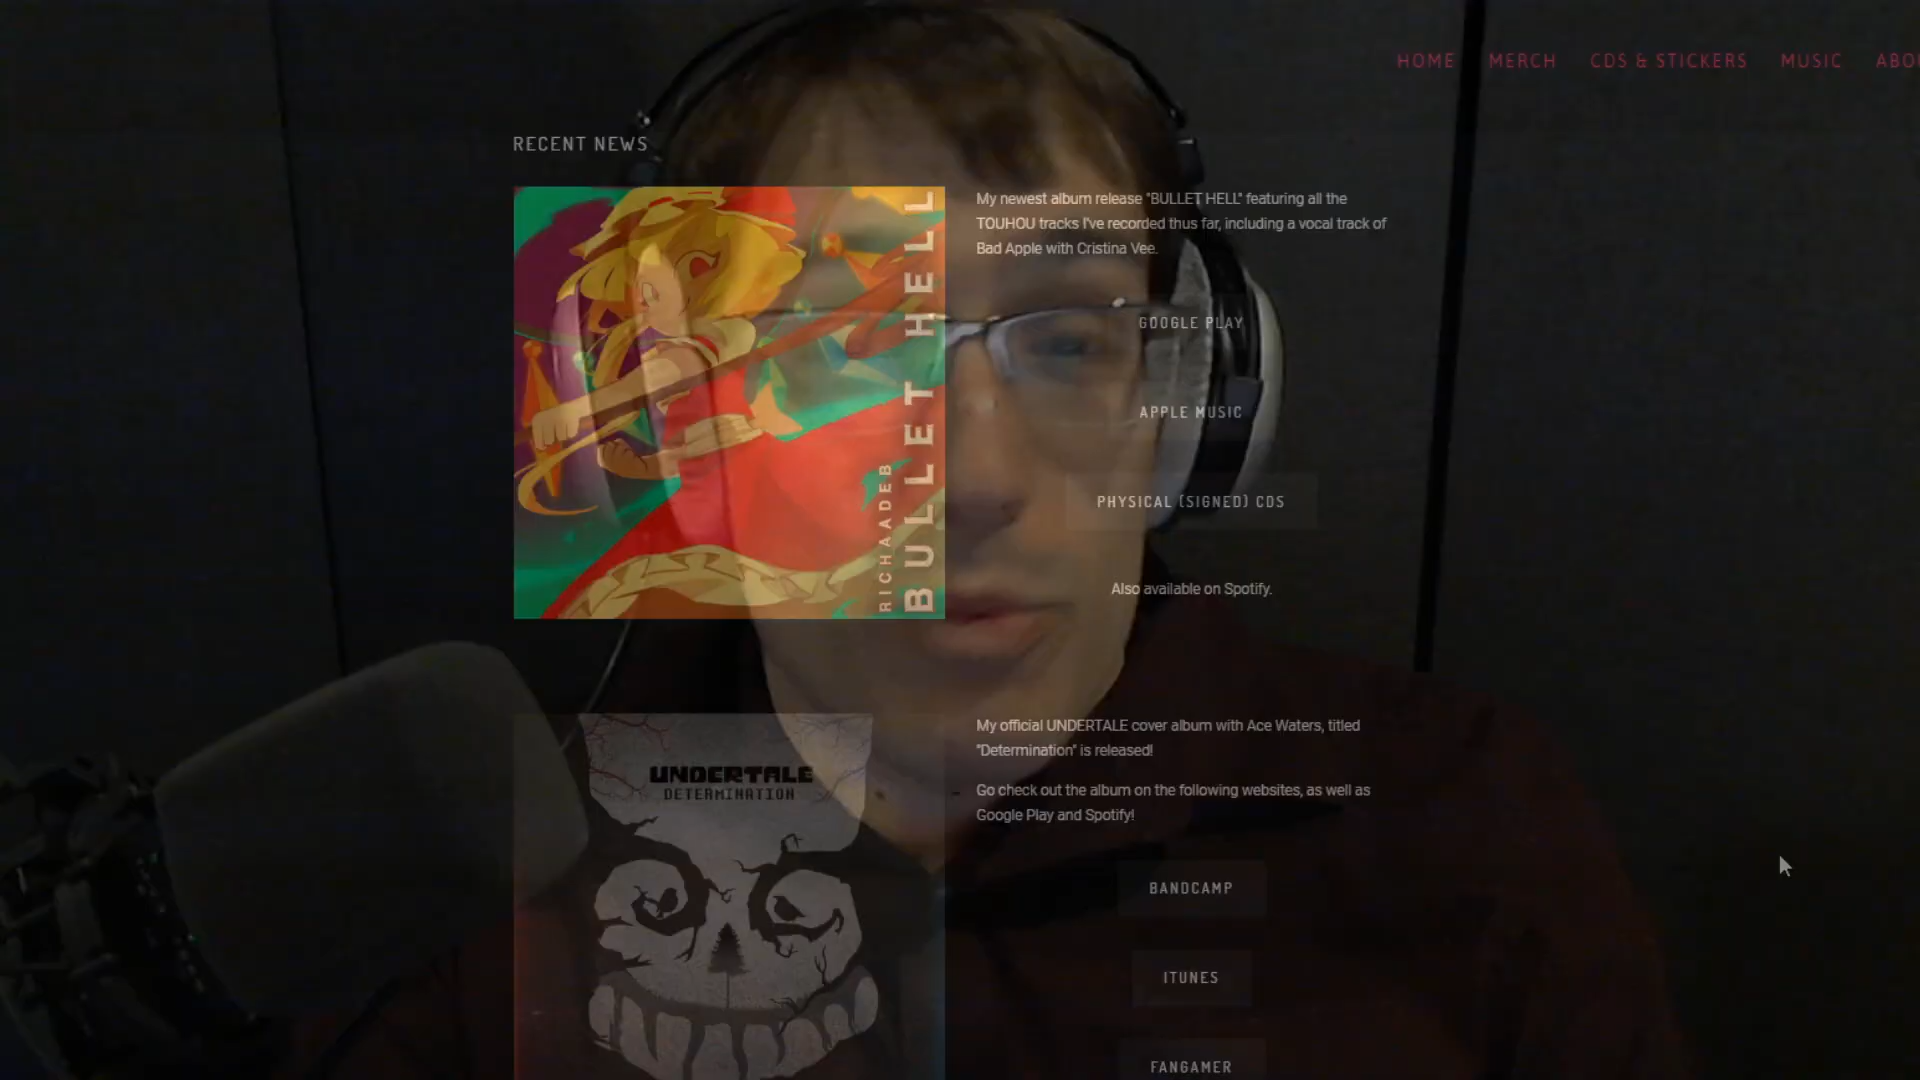 HOME MERCH CDS & STICKERS MUSIC
RECENT NEWS
My newest album release "BULLET HELL" featuring all the
TOUHOU tracks I've recorded thus far, including a vocal track of
Bad Apple with Cristina Vee.
RICHAADEB
BULLET HELL
GOOGLE PLAY
APPLE MUSIC
PHYSICAL (SIGNED) CDS
Also available on Spotify.
UNDERTALE
DETERMINATION
My official UNDERTALE cover album with Ace Waters, titled
"Determination" is released!
Go check out the album on the following websites, as well as
Google Play and Spotify!
BANDCAMP
ITUNES
FANGAMER